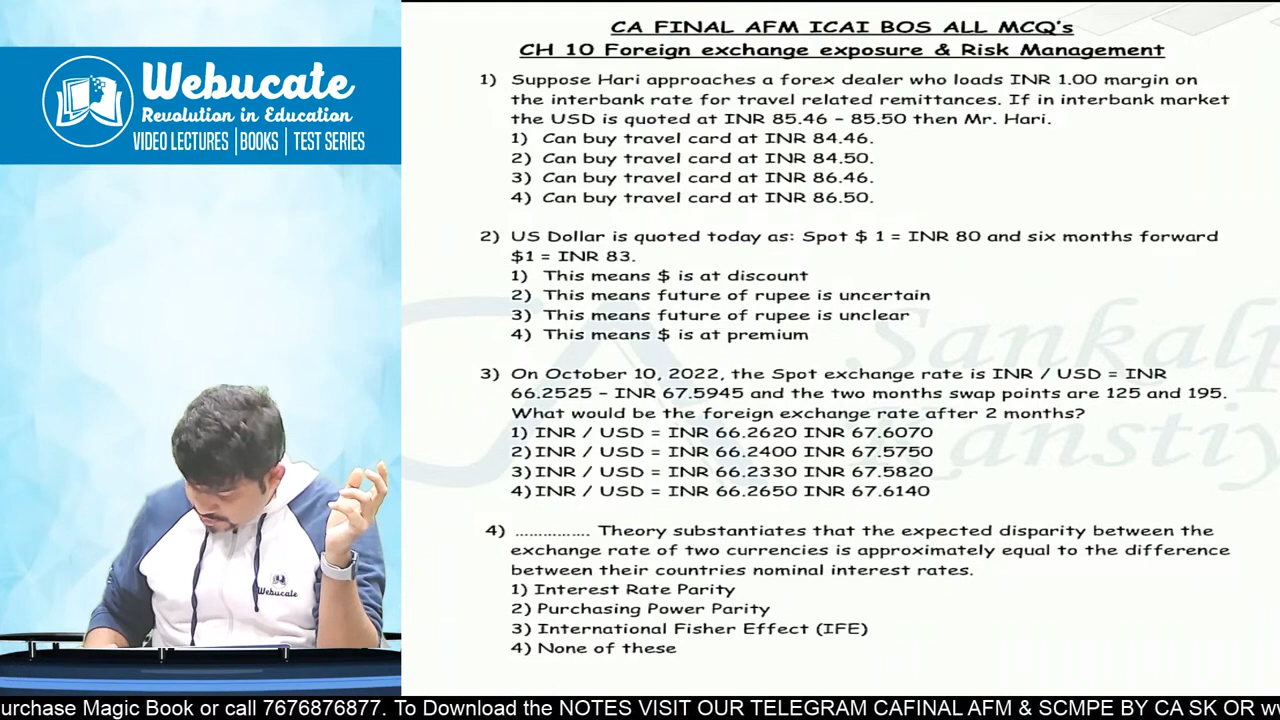 CA FINAL AFM ICAI BOS ALL MCQ's
CH 10 Foreign exchange exposure & Risk Management
Webucate
Revolution in Education
VIDEO LECTURES | BOOKS | TEST SERIES
1) Suppose Hari approaches a forex dealer who loads INR 1.00 margin on
the interbank rate for travel related remittances. If in interbank market
the USD is quoted at INR 85.46 – 85.50 then Mr. Hari.
1) Can buy travel card at INR 84.46.
2) Can buy travel card at INR 84.50.
3) Can buy travel card at INR 86.46.
4) Can buy travel card at INR 86.50.
2) US Dollar is quoted today as: Spot $ 1 = INR 80 and six months forward
$1 = INR 83.
1) This means $ is at discount
2) This means future of rupee is uncertain
3) This means future of rupee is unclear
4) This means $ is at premium
3) On October 10, 2022, the Spot exchange rate is INR / USD = INR
66.2525 – INR 67.5945 and the two months swap points are 125 and 195.
What would be the foreign exchange rate after 2 months?
1) INR / USD = INR 66.2620 INR 67.6070
2) INR / USD = INR 66.2400 INR 67.5750
3) INR / USD = INR 66.2330 INR 67.5820
4) INR / USD = INR 66.2650 INR 67.6140
4) ................. Theory substantiates that the expected disparity between the
exchange rate of two currencies is approximately equal to the difference
between their countries nominal interest rates.
1) Interest Rate Parity
2) Purchasing Power Parity
3) International Fisher Effect (IFE)
4) None of these
Sankalp
Kanstiy
Webucate
urchase Magic Book or call 7676876877. To Download the NOTES VISIT OUR TELEGRAM CAFINAL AFM & SCMPE BY CA SK OR w